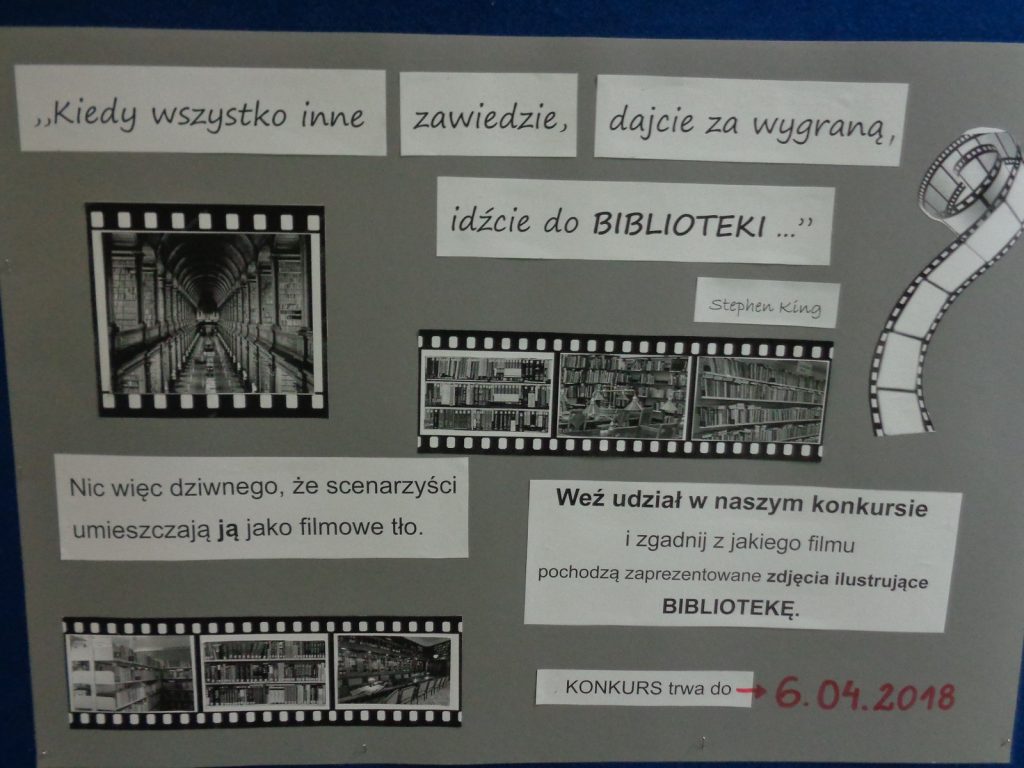 ,,Kiedy wszystko inne zawiedzie, dajcie za wygraną,
idźcie do BIBLIOTEKI ...”
Stephen King
Nic więc dziwnego, że scenarzyści
umieszczają ją jako filmowe tło.
Weź udział w naszym konkursie
i zgadnij z jakiego filmu
pochodzą zaprezentowane zdjęcia ilustrujące
BIBLIOTEKĘ.
KONKURS trwa do → 6.04.2018